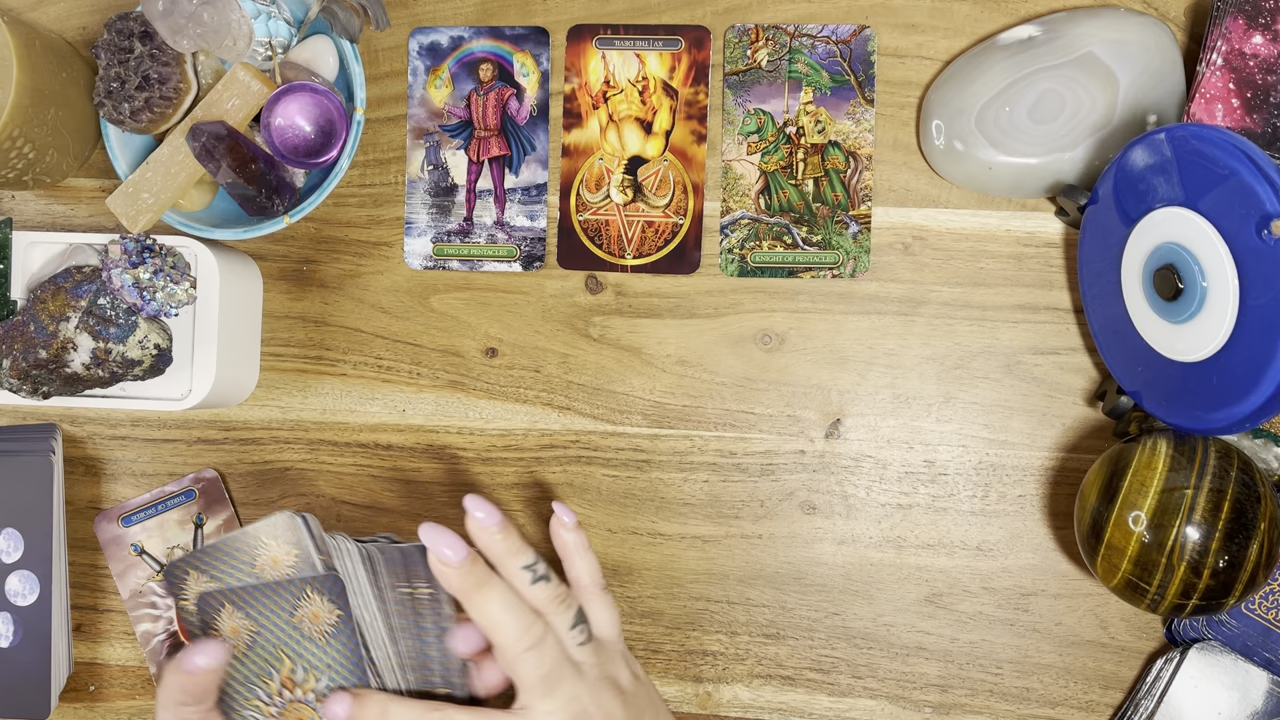 TWO OF PENTACLES
XV | THE DEVIL
KNIGHT OF PENTACLES
THREE OF SWORDS